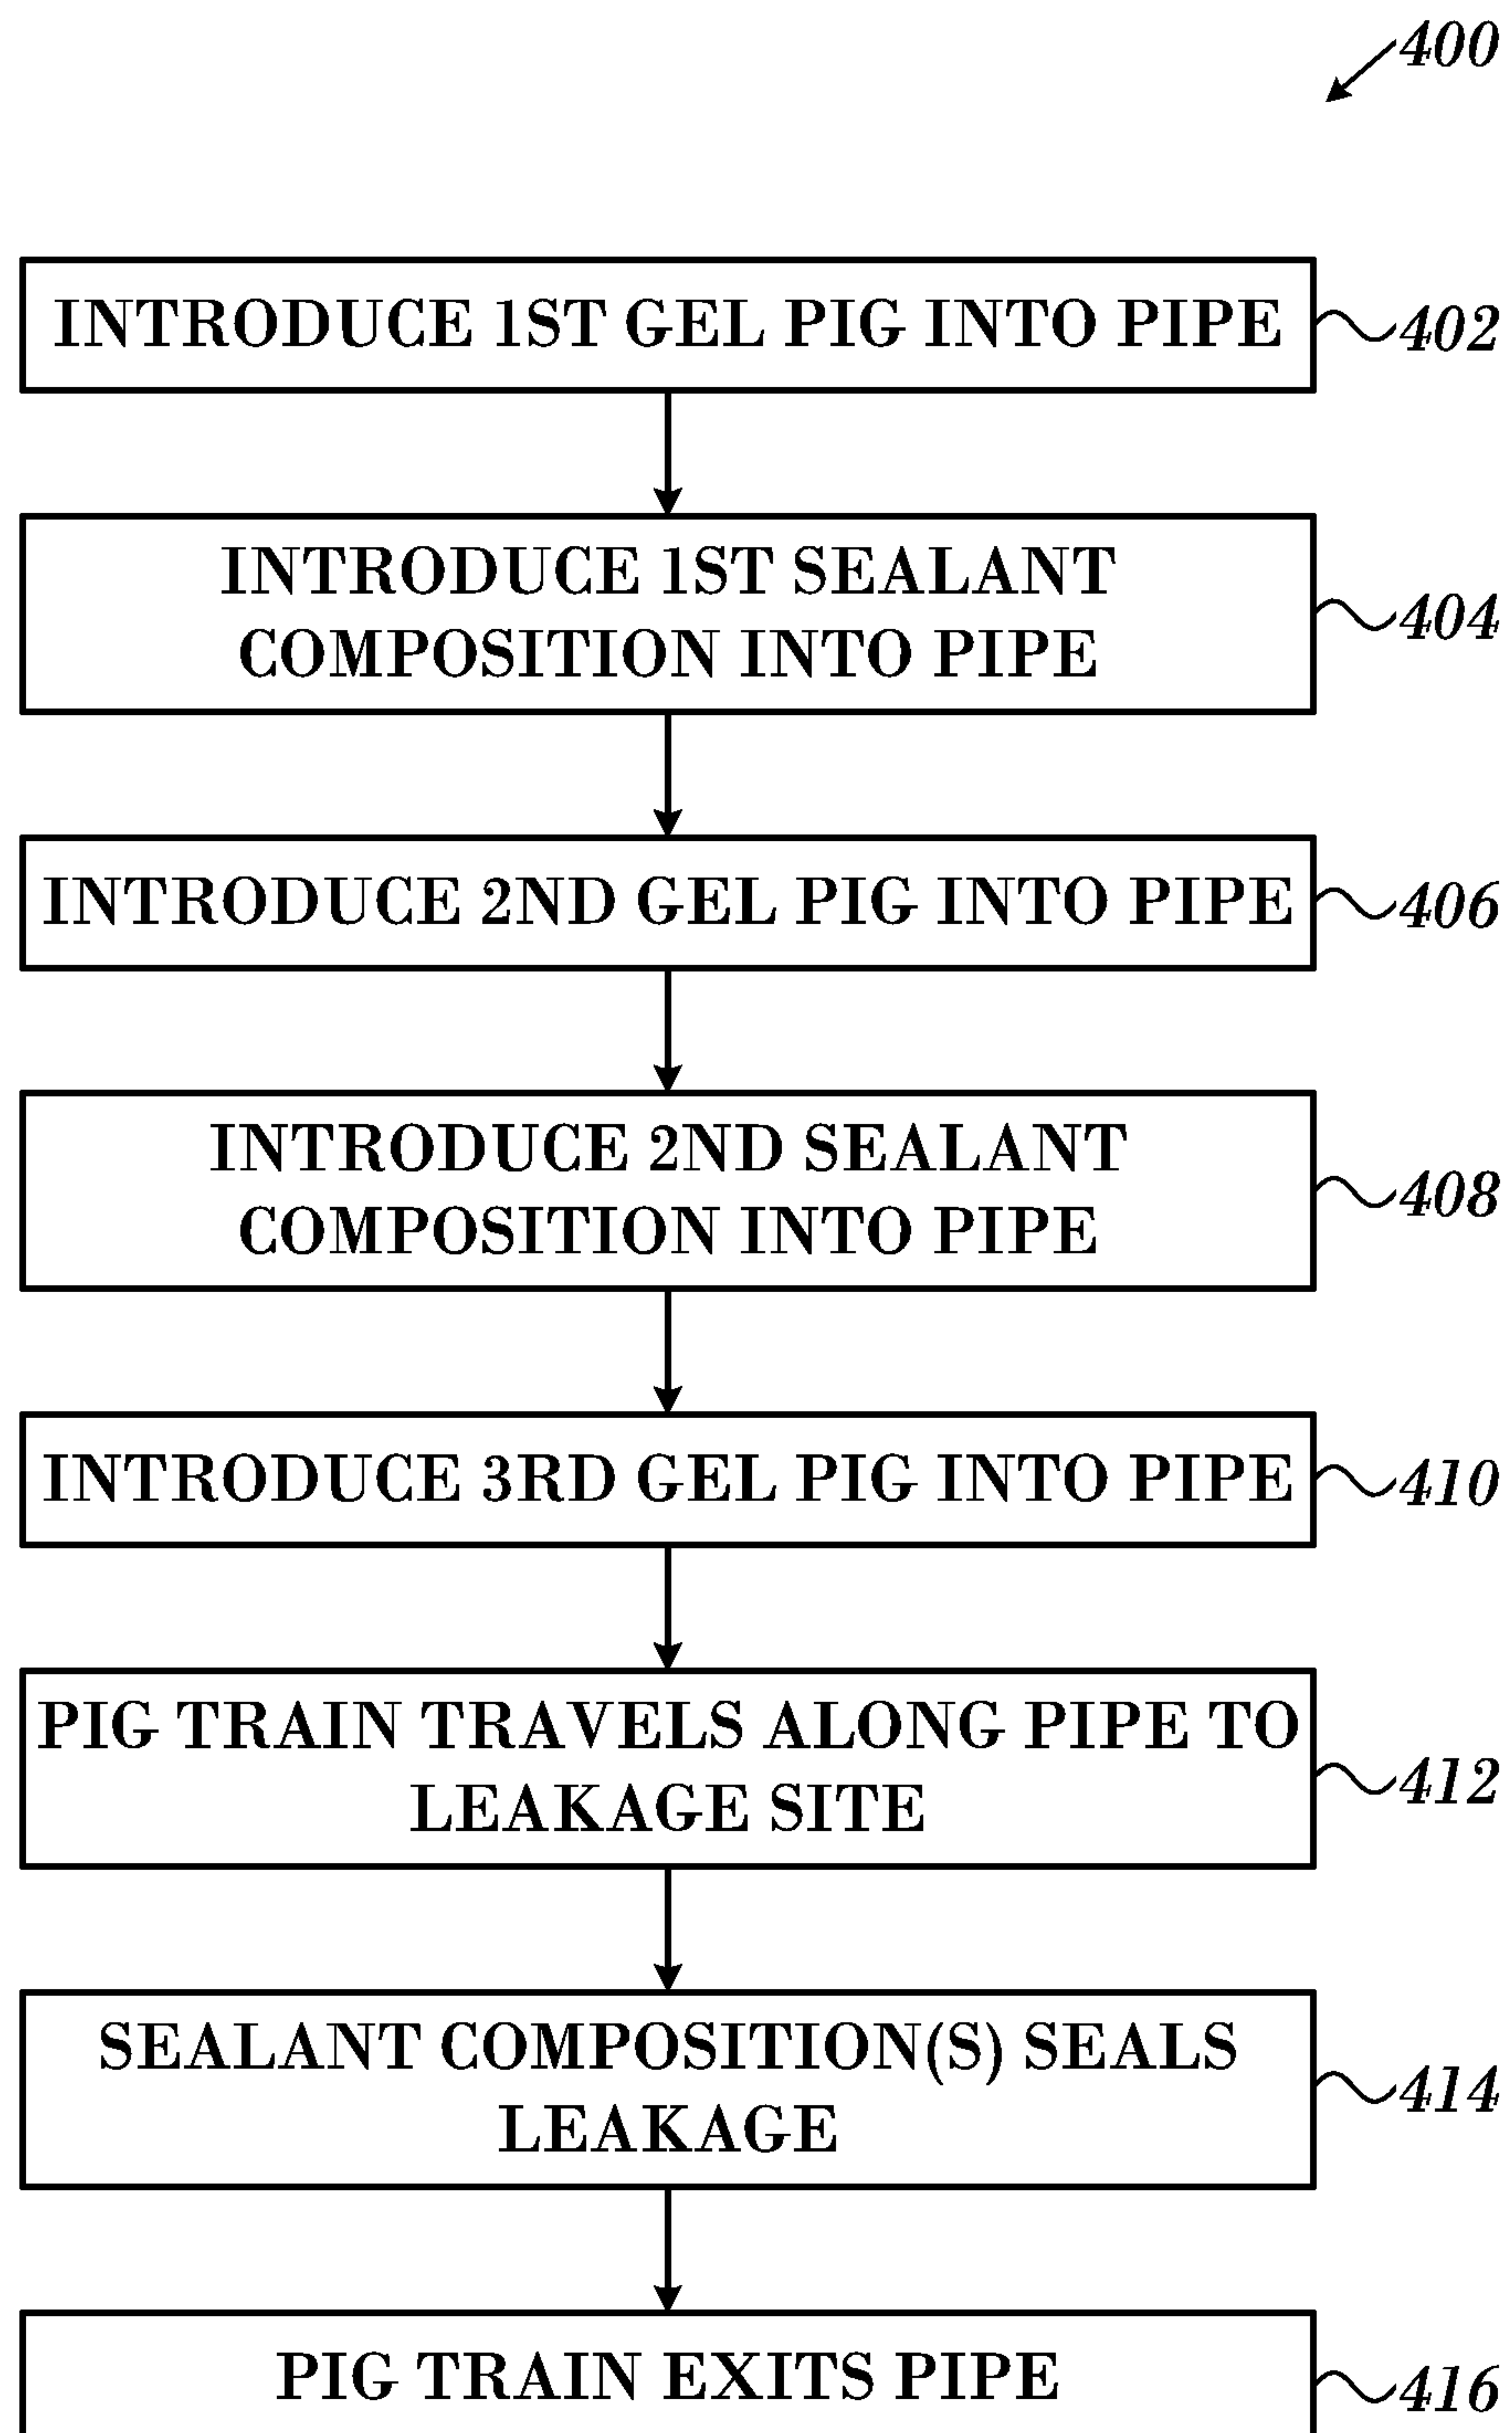 400
INTRODUCE 1ST GEL PIG INTO PIPE
402
INTRODUCE 1ST SEALANT
COMPOSITION INTO PIPE
404
INTRODUCE 2ND GEL PIG INTO PIPE
406
INTRODUCE 2ND SEALANT
COMPOSITION INTO PIPE
408
INTRODUCE 3RD GEL PIG INTO PIPE
410
PIG TRAIN TRAVELS ALONG PIPE TO
LEAKAGE SITE
412
SEALANT COMPOSITION(S) SEALS
LEAKAGE
414
PIG TRAIN EXITS PIPE
416